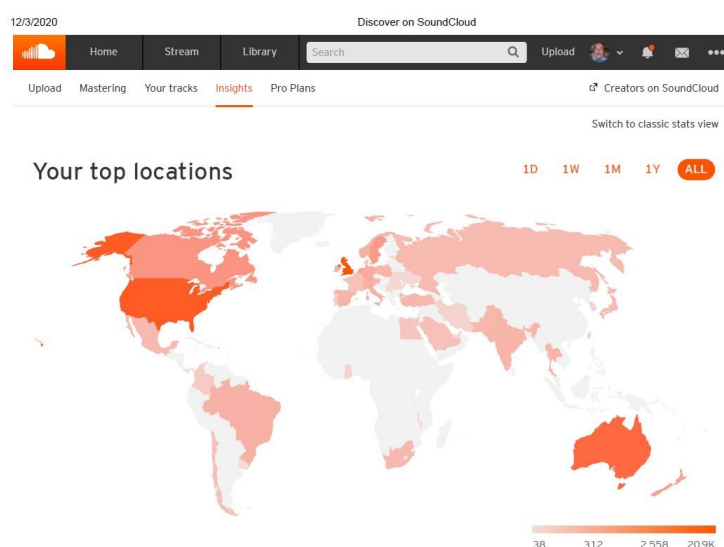 12/3/2020 Discover on SoundCloud
Home Stream Library Search Upload
Upload Mastering Your tracks Insights Pro Plans Creators on SoundCloud
Switch to classic stats view
Your top locations 1D 1W 1M 1Y ALL
38 312 2,558 20.9K